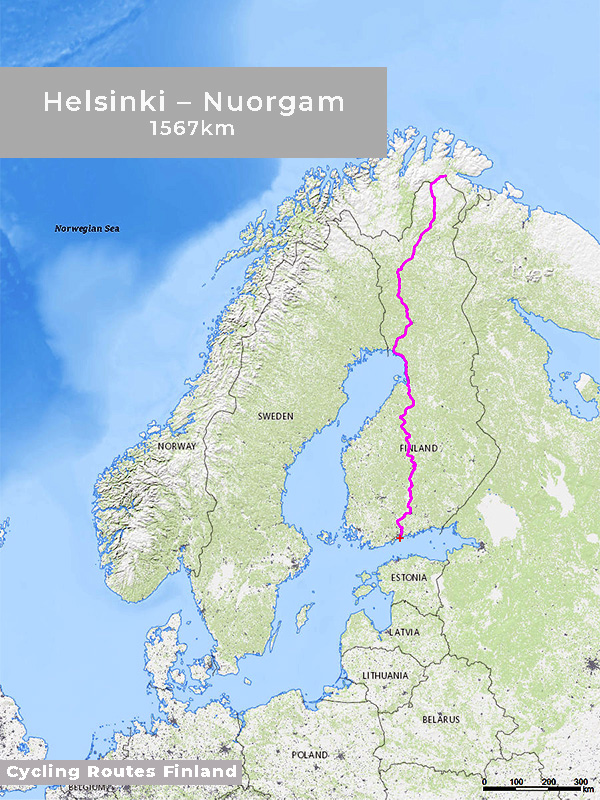 Helsinki – Nuorgam
1567km
Norwegian Sea
SWEDEN
NORWAY
FINLAND
ESTONIA
LATVIA
LITHUANIA
BELARUS
POLAND
Cycling Routes Finland
BELGIUM
0 100 200 300
km